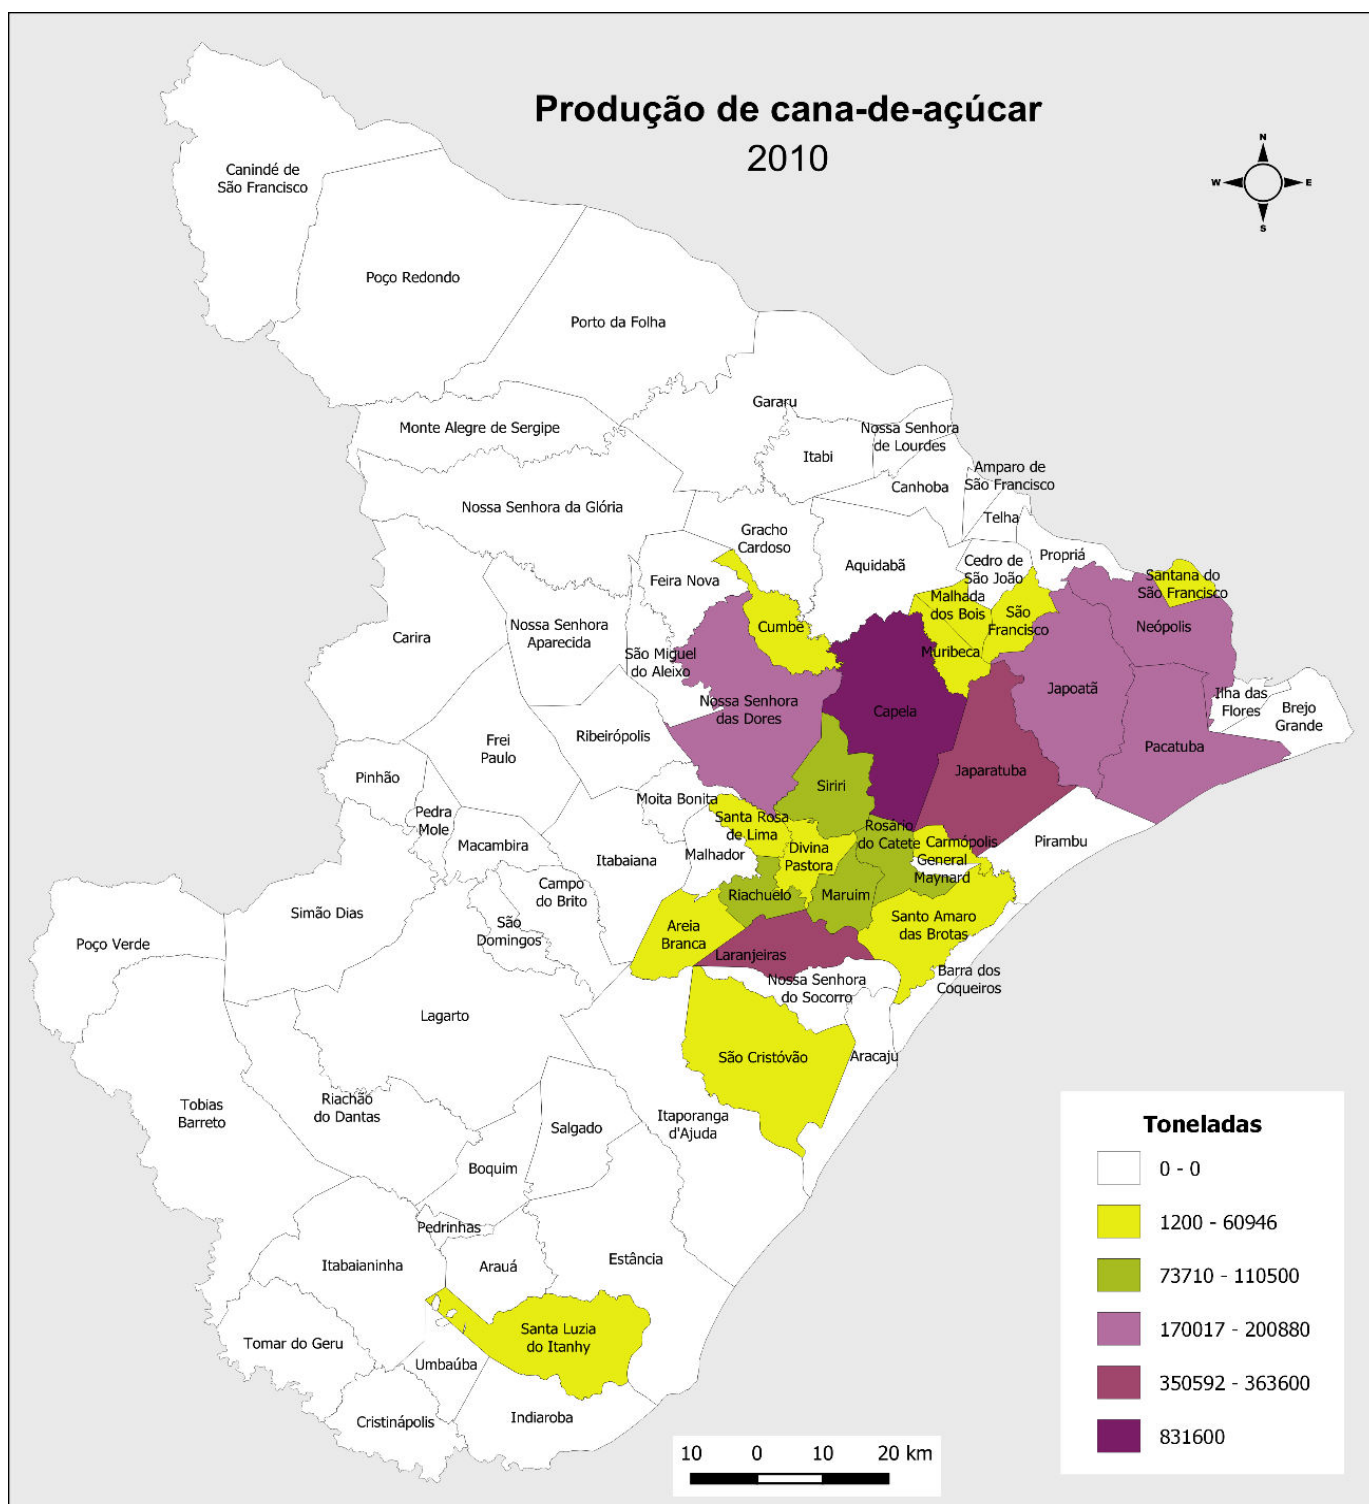 Produção de cana-de-açúcar
2010
N
W
E
S
Canindé de
São Francisco
Poço Redondo
Porto da Folha
Gararu
Monte Alegre de Sergipe
Nossa Senhora
de Lourdes
Itabi
Amparo de
São Francisco
Canhoba
Nossa Senhora da Glória
Telha
Gracho
Cardoso
Propriá
Aquidabã
Cedro de
São João
Feira Nova
Santana do
São Francisco
Malhada
dos Bois
São
Francisco
Cumbe
Neópolis
Nossa Senhora
Aparecida
Carira
Muribeca
São Miguel
do Aleixo
Japoatã
Ilha das
Flores
Brejo
Grande
Nossa Senhora
das Dores
Capela
Pacatuba
Ribeirópolis
Frei
Paulo
Japaratuba
Pinhão
Siriri
Moita Bonita
Pedra
Mole
Santa Rosa
de Lima
Rosário
do Catete
Carmópolis
Pirambu
Macambira
Itabaiana
Malhador
Divina
Pastora
General
Maynard
Campo
do Brito
Riachuelo
Maruim
Simão Dias
São
Domingos
Areia
Branca
Santo Amaro
das Brotas
Poço Verde
Laranjeiras
Nossa Senhora
do Socorro
Barra dos
Coqueiros
Lagarto
São Cristóvão
Aracaju
Tobias
Barreto
Riachão
do Dantas
Salgado
Itaporanga
d'Ajuda
Boquim
Pedrinhas
Itabaianinha
Arauá
Estância
Santa Luzia
do Itanhy
Tomar do Geru
Umbaúba
Cristinápolis
Indiaroba
Toneladas
0 - 0
1200 - 60946
73710 - 110500
170017 - 200880
350592 - 363600
831600
10 0 10 20 km